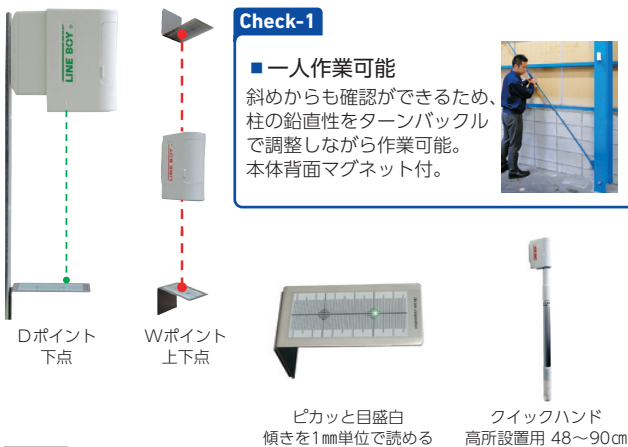 LINE BOY
LINE BOY
Check-1
■一人作業可能
斜めからも確認ができるため、
柱の鉛直性をターンバックル
で調整しながら作業可能。
本体背面マグネット付。
Dポイント
下点
Wポイント
上下点
ピカッと目盛白
傾きを1㎜単位で読める
クイックハンド
高所設置用 48～90㎝